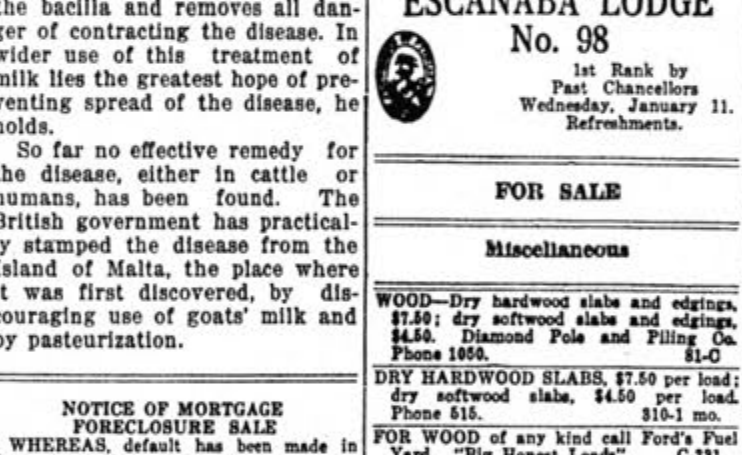 the bacilla and removes all dan-
ger of contracting the disease. In
wider use of this treatment of
milk lies the greatest hope of pre-
venting spread of the disease, he
holds.
So far no effective remedy for
the disease, either in cattle or
humans, has been found. The
British government has practical-
ly stamped the disease from the
island of Malta, the place where
it was first discovered, by dis-
couraging use of goats' milk and
by pasteurization.
NOTICE OF MORTGAGE
FORECLOSURE SALE
WHEREAS, default has been made in
ESCANABA LODGE
No. 98
1st Rank by
Past Chancellors
Wednesday, January 11.
Refreshments.
FOR SALE
Miscellaneous
WOOD—Dry hardwood slabs and edgings,
$7.50; dry softwood slabs and edgings,
$4.50. Diamond Pole and Piling Co.
Phone 1050. 81-C
DRY HARDWOOD SLABS, $7.50 per load;
dry softwood slabs, $4.50 per load.
Phone 515. 310-1 mo.
FOR WOOD of any kind call Ford's Fuel
Yard. "Big Honest Loads" C-321